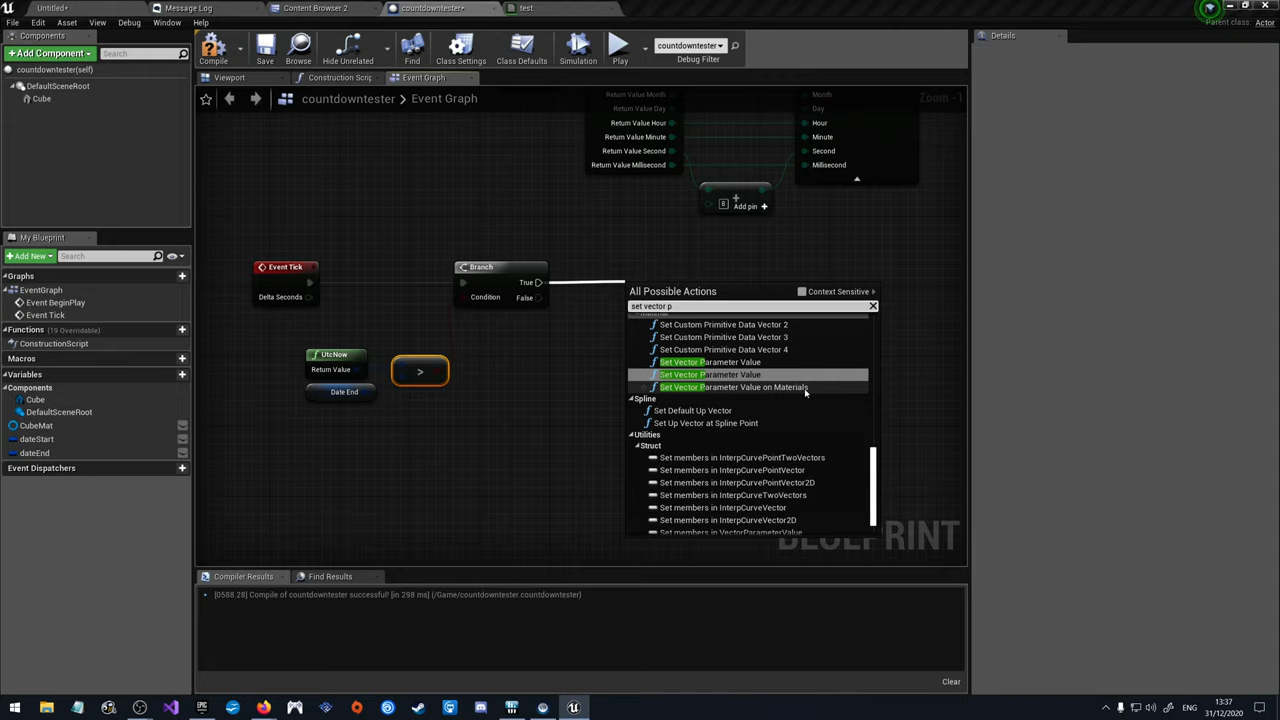 Untitled*
Message Log
Content Browser 2
countdowntester*
test
File
Edit
Asset
View
Debug
Window
Help
Parent class: Actor
Components
+ Add Component
Search
countdowntester(self)
DefaultSceneRoot
Cube
Compile
Save
Browse
Hide Unrelated
Find
Class Settings
Class Defaults
Simulation
Play
countdowntester
Debug Filter
Details
Viewport
Construction Scrip
Event Graph
countdowntester > Event Graph
Zoom -1
Return Value Month
Return Value Day
Return Value Hour
Return Value Minute
Return Value Second
Return Value Millisecond
Month
Day
Hour
Minute
Second
Millisecond
8
+
Add pin +
Event Tick
Delta Seconds
Branch
Condition
True
False
UtcNow
Return Value
Date End
>
My Blueprint
+ Add New
Search
Graphs
EventGraph
Event BeginPlay
Event Tick
Functions (19 Overridable)
ConstructionScript
Macros
Variables
Components
Cube
DefaultSceneRoot
CubeMat
dateStart
dateEnd
Event Dispatchers
All Possible Actions
Context Sensitive
set vector p
Set Custom Primitive Data Vector 2
Set Custom Primitive Data Vector 3
Set Custom Primitive Data Vector 4
Set Vector Parameter Value
Set Vector Parameter Value
Set Vector Parameter Value on Materials
Spline
Set Default Up Vector
Set Up Vector at Spline Point
Utilities
Struct
Set members in InterpCurvePointTwoVectors
Set members in InterpCurvePointVector
Set members in InterpCurvePointVector2D
Set members in InterpCurveTwoVectors
Set members in InterpCurveVector
Set members in InterpCurveVector2D
Set members in VectorParameterValue
BLUEPRINT
Compiler Results
Find Results
[0588.28] Compile of countdowntester successful! [in 298 ms] (/Game/countdowntester.countdowntester)
Clear
ENG
13:37
31/12/2020